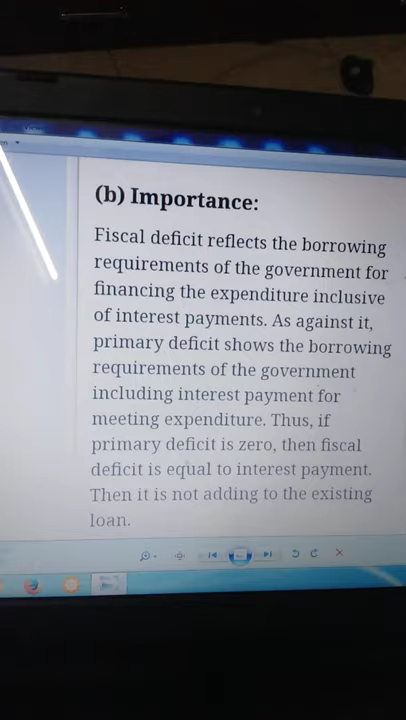 (b) Importance:
Fiscal deficit reflects the borrowing
requirements of the government for
financing the expenditure inclusive
of interest payments. As against it,
primary deficit shows the borrowing
requirements of the government
including interest payment for
meeting expenditure. Thus, if
primary deficit is zero, then fiscal
deficit is equal to interest payment.
Then it is not adding to the existing
loan.